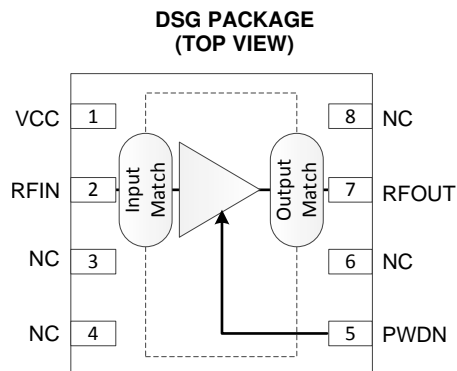 DSG PACKAGE
(TOP VIEW)
VCC 1 8 NC
RFIN 2 Input Match Output Match 7 RFOUT
NC 3 6 NC
NC 4 5 PWDN